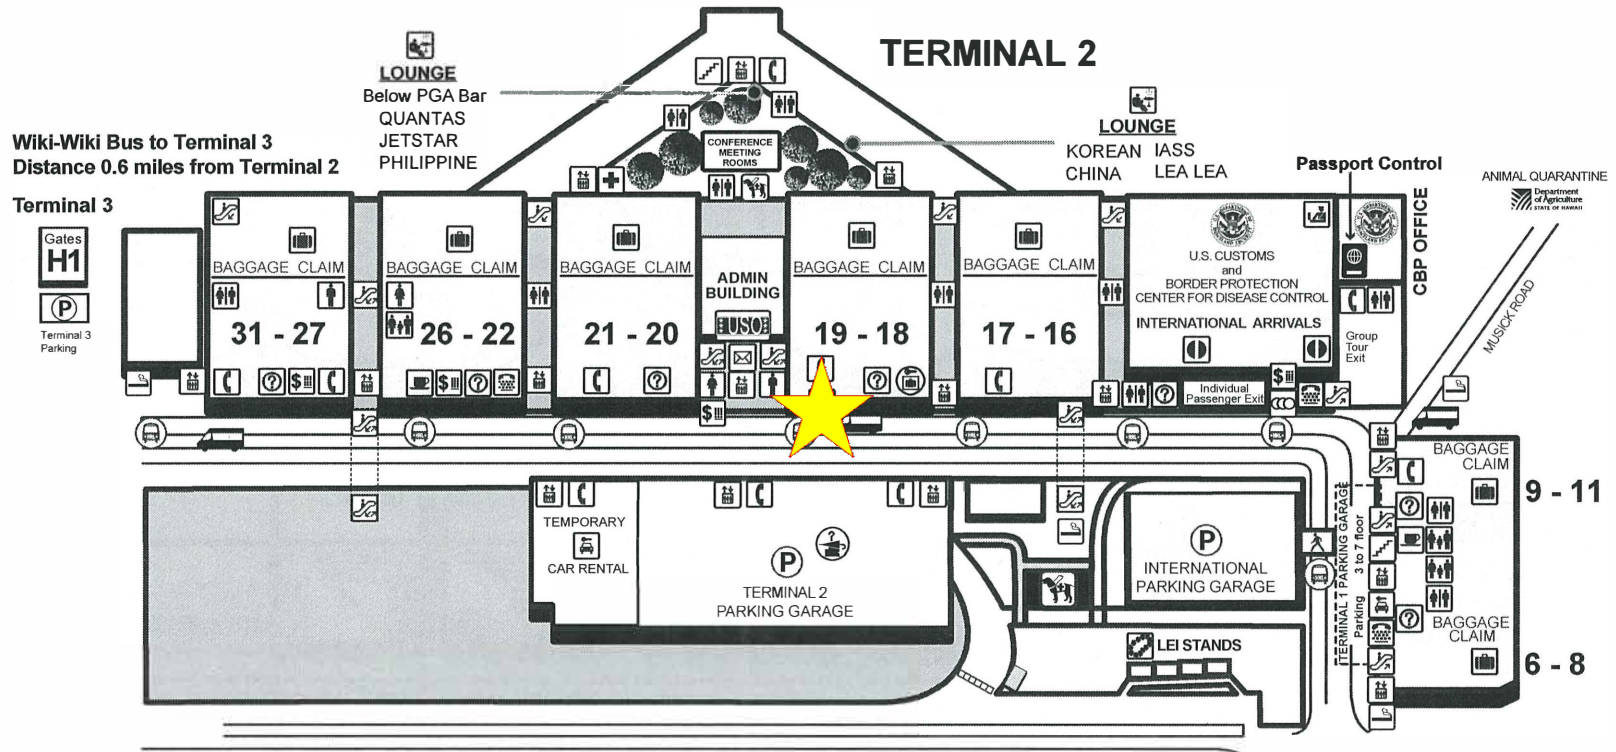 TERMINAL 2
LOUNGE
Below PGA Bar
QUANTAS
JETSTAR
PHILIPPINE
LOUNGE
KOREAN IASS
CHINA LEA LEA
CONFERENCE
MEETING
ROOMS
Wiki-Wiki Bus to Terminal 3
Distance 0.6 miles from Terminal 2
Terminal 3
Gates
H1
P
Terminal 3
Parking
Passport Control
CBP OFFICE
ANIMAL QUARANTINE
Department
of Agriculture
STATE OF HAWAII
MUSICK ROAD
BAGGAGE CLAIM
31 - 27
BAGGAGE CLAIM
26 - 22
BAGGAGE CLAIM
21 - 20
ADMIN
BUILDING
USO
BAGGAGE CLAIM
19 - 18
BAGGAGE CLAIM
17 - 16
U.S. CUSTOMS
and
BORDER PROTECTION
CENTER FOR DISEASE CONTROL
INTERNATIONAL ARRIVALS
Group
Tour
Exit
Individual
Passenger Exit
TEMPORARY
CAR RENTAL
P
TERMINAL 2
PARKING GARAGE
P
INTERNATIONAL
PARKING GARAGE
LEI STANDS
TERMINAL 1 PARKING GARAGE
3 to 7 floor
Parking
BAGGAGE
CLAIM
9 - 11
BAGGAGE
CLAIM
6 - 8